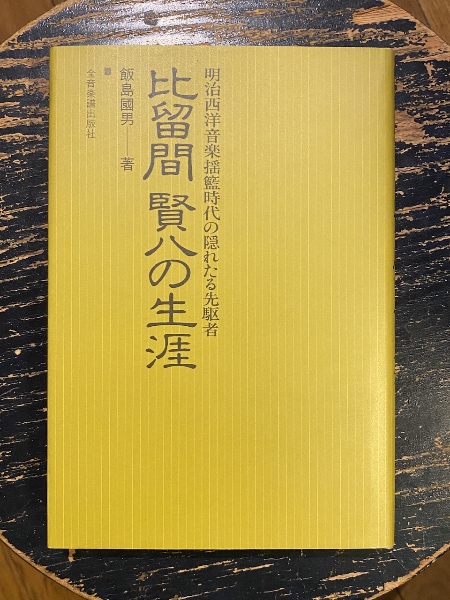 明治西洋音楽揺籃時代の隠れたる先駆者
比留間 賢八の生涯
飯島國男──著
全音楽譜出版社